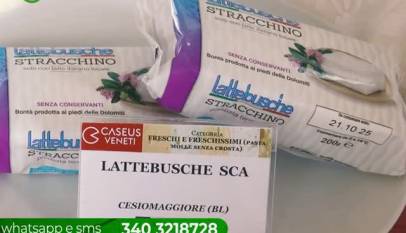 Lattebusche
STRACCHINO
SENZA CONSERVANTI
Bontà prodotta ai piedi delle Dolomiti
Lattebusche
STRACCHINO
STRACCHINO
SENZA CONSERVANTI
Bontà prodotta ai piedi delle Dolomiti
Lattebusche
STRACCHINO
21.10.25
200g
CASEUS
VENETI
CATEGORIA
FRESCHI E FRESCHISSIMI (PASTA
MOLLE SENZA CROSTA)
LATTEBUSCHE SCA
CESIOMAGGIORE (BL)
whatsapp e sms 340 3218728